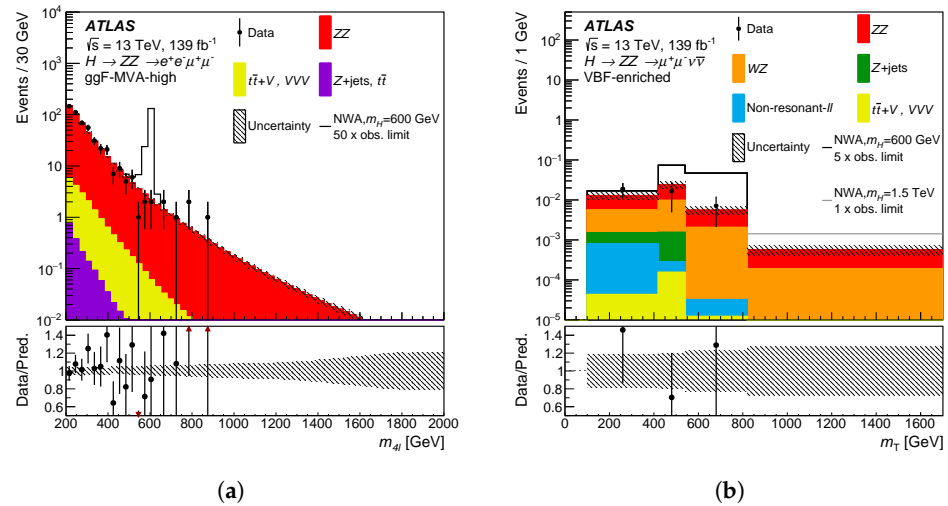 ATLAS
√s = 13 TeV, 139 fb⁻¹
H → ZZ → e⁺e⁻μ⁺μ⁻
ggF-MVA-high
Data
ZZ
tt̄+V, VVV
Z+jets, tt̄
Uncertainty
NWA, m_H=600 GeV
50 x obs. limit
Events / 30 GeV
10⁴
10³
10²
10
1
10⁻¹
10⁻²
Data/Pred.
1.4
1.2
1
0.8
0.6
200 400 600 800 1000 1200 1400 1600 1800 2000
m_4l [GeV]
(a)
ATLAS
√s = 13 TeV, 139 fb⁻¹
H → ZZ → μ⁺μ⁻νν̄
VBF-enriched
Data
ZZ
WZ
Z+jets
Non-resonant-ll
tt̄+V, VVV
Uncertainty
NWA, m_H=600 GeV
5 x obs. limit
NWA, m_H=1.5 TeV
1 x obs. limit
Events / 1 GeV
10²
10
1
10⁻¹
10⁻²
10⁻³
10⁻⁴
10⁻⁵
Data/Pred.
1.4
1.2
1
0.8
0.6
0 200 400 600 800 1000 1200 1400 1600
m_T [GeV]
(b)